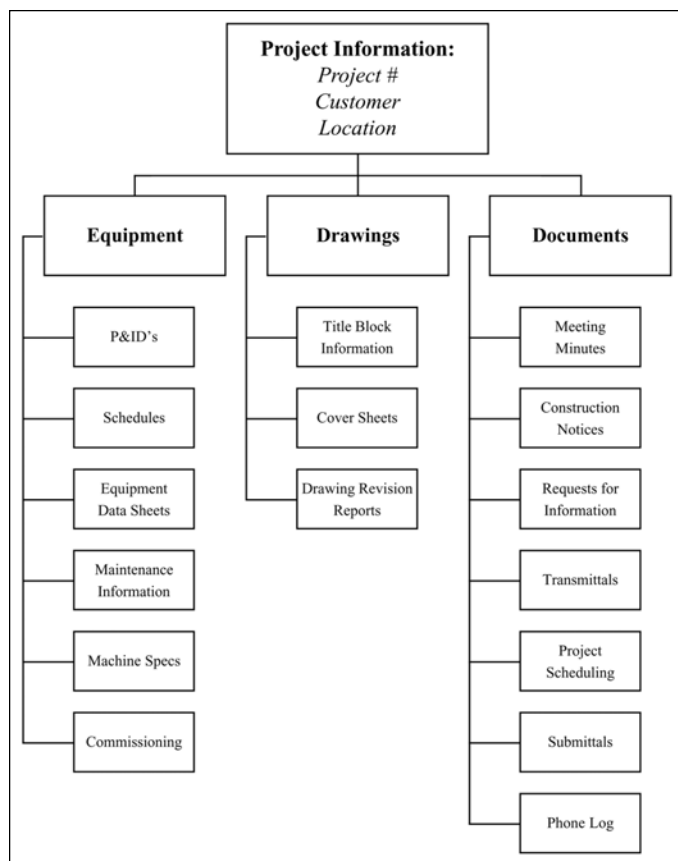 Project Information:
Project #
Customer
Location
Equipment
P&ID's
Schedules
Equipment
Data Sheets
Maintenance
Information
Machine Specs
Commissioning
Drawings
Title Block
Information
Cover Sheets
Drawing Revision
Reports
Documents
Meeting
Minutes
Construction
Notices
Requests for
Information
Transmittals
Project
Scheduling
Submittals
Phone Log